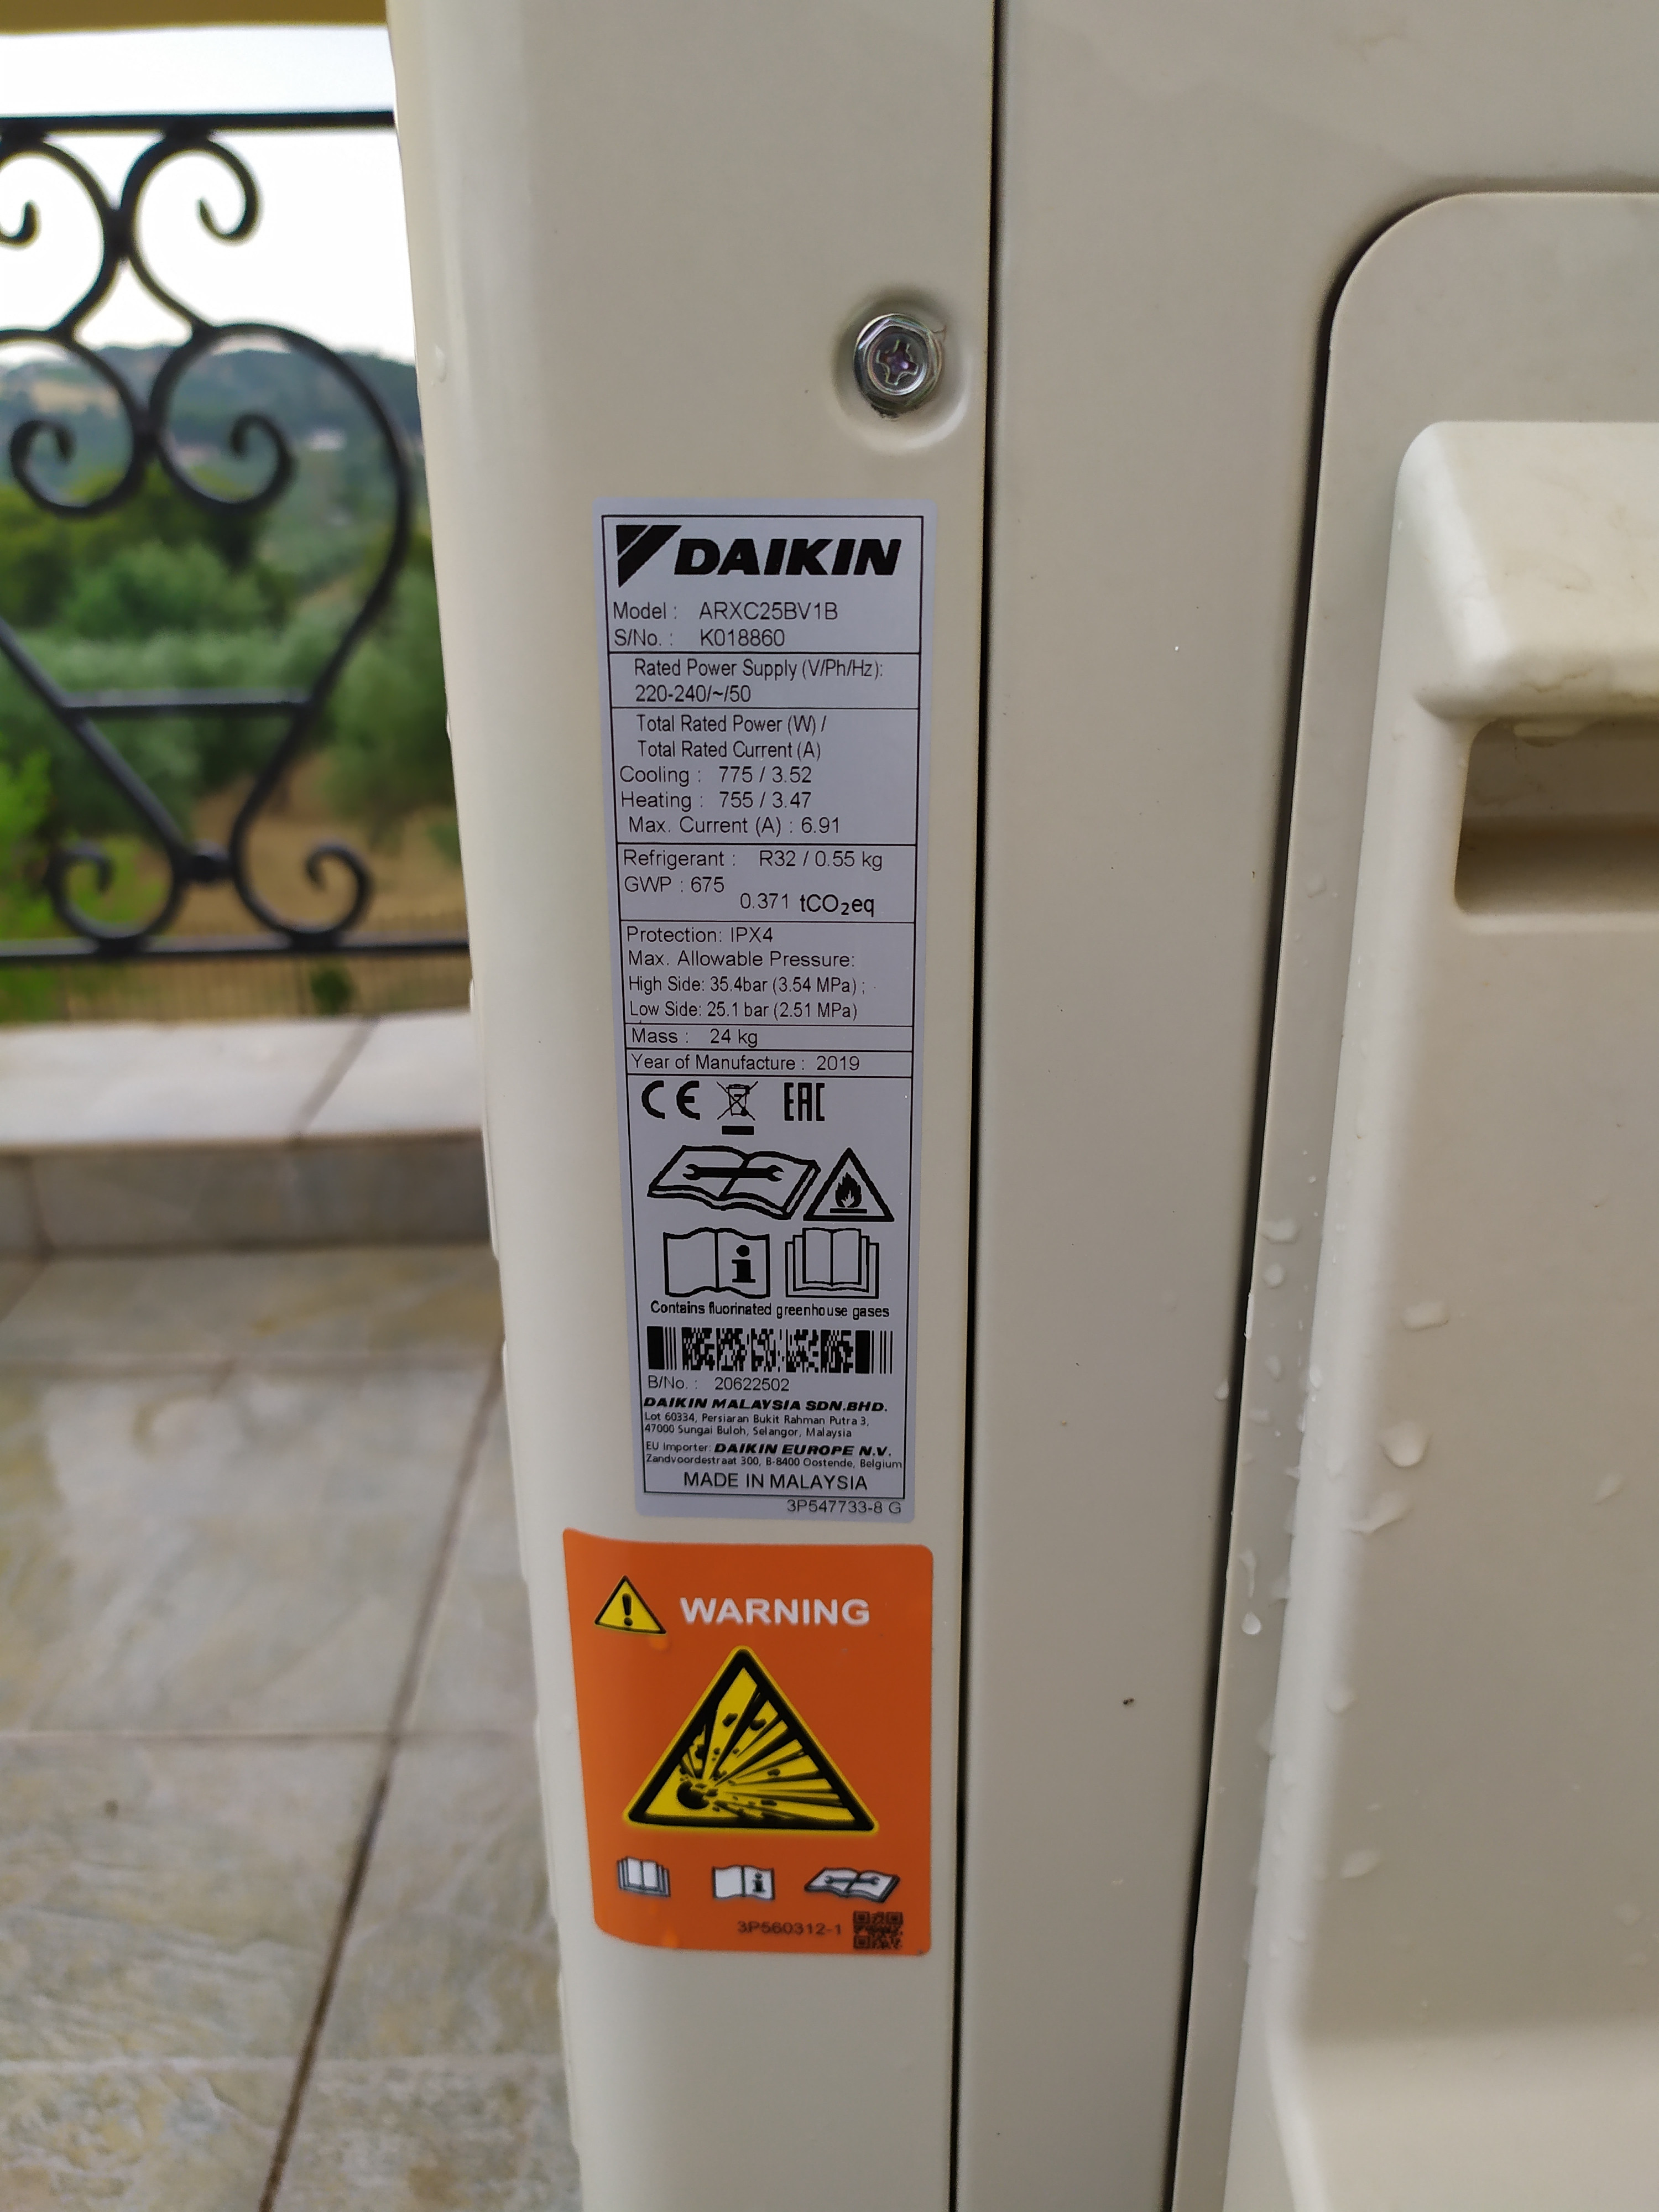 DAIKIN
Model : ARXC25BV1B
S/No. : K018860
Rated Power Supply (V/Ph/Hz):
220-240/~/50
Total Rated Power (W) /
Total Rated Current (A)
Cooling : 775 / 3.52
Heating : 755 / 3.47
Max. Current (A) : 6.91
Refrigerant : R32 / 0.55 kg
GWP : 675
0.371 tCO₂eq
Protection: IPX4
Max. Allowable Pressure:
High Side: 35.4bar (3.54 MPa) ;
Low Side: 25.1 bar (2.51 MPa)
Mass : 24 kg
Year of Manufacture : 2019
CE EAC
Contains fluorinated greenhouse gases
B/No. : 20622502
DAIKIN MALAYSIA SDN.BHD.
Lot 60334, Persiaran Bukit Rahman Putra 3,
47000 Sungai Buloh, Selangor, Malaysia
EU Importer: DAIKIN EUROPE N.V.
Zandvoordestraat 300, B-8400 Oostende, Belgium
MADE IN MALAYSIA
3P547733-8 G
WARNING
3P560312-1